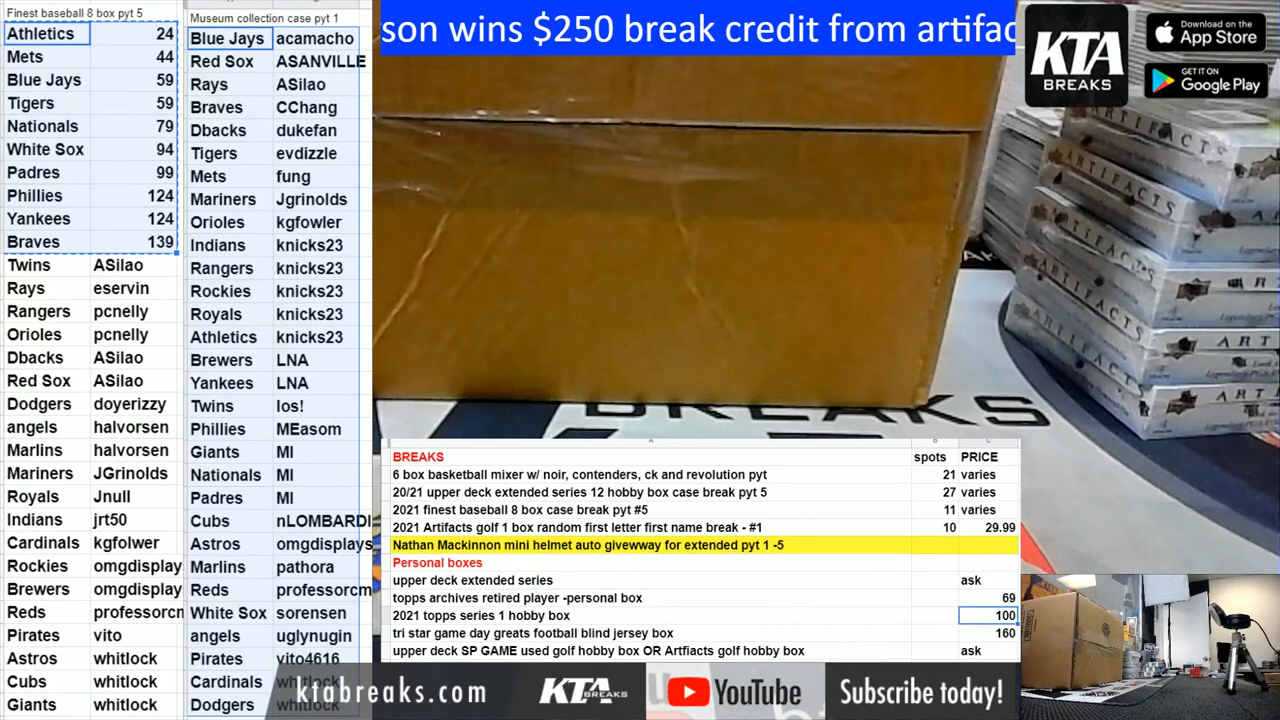 Finest baseball 8 box pyt 5
Athletics 24
Mets 44
Blue Jays 59
Tigers 59
Nationals 79
White Sox 94
Padres 99
Phillies 124
Yankees 124
Braves 139
Twins ASilao
Rays eservin
Rangers pcnelly
Orioles pcnelly
Dbacks ASilao
Red Sox ASilao
Dodgers doyerizzy
angels halvorsen
Marlins halvorsen
Mariners JGrinolds
Royals Jnull
Indians jrt50
Cardinals kgfolwer
Rockies omgdisplay
Brewers omgdisplay
Reds professorcm
Pirates vito
Astros whitlock
Cubs whitlock
Giants whitlock
Museum collection case pyt 1
Blue Jays acamacho
Red Sox ASANVILLE
Rays ASilao
Braves CChang
Dbacks dukefan
Tigers evdizzle
Mets fung
Mariners Jgrinolds
Orioles kgfowler
Indians knicks23
Rangers knicks23
Rockies knicks23
Royals knicks23
Athletics knicks23
Brewers LNA
Yankees LNA
Twins los!
Phillies MEasom
Giants MI
Nationals MI
Padres MI
Cubs nLOMBARDI
Astros omgdisplays
Marlins pathora
Reds professorcm
White Sox sorensen
angels uglynugin
Pirates vito4616
Cardinals whitlock
Dodgers whitlock
son wins $250 break credit from artifac
KTA
BREAKS
Download on the
App Store
GET IT ON
Google Play
ARTIFACTS
ARTIFACTS
ARTIFACTS
ART
ART
BREAKS
A B C
BREAKS spots PRICE
6 box basketball mixer w/ noir, contenders, ck and revolution pyt 21 varies
20/21 upper deck extended series 12 hobby box case break pyt 5 27 varies
2021 finest baseball 8 box case break pyt #5 11 varies
2021 Artifacts golf 1 box random first letter first name break - #1 10 29.99
Nathan Mackinnon mini helmet auto givewway for extended pyt 1 -5
Personal boxes
upper deck extended series ask
topps archives retired player -personal box 69
2021 topps series 1 hobby box 100
tri star game day greats football blind jersey box 160
upper deck SP GAME used golf hobby box OR Artfiacts golf hobby box ask
ktabreaks.com
KTA BREAKS
YouTube
Subscribe today!